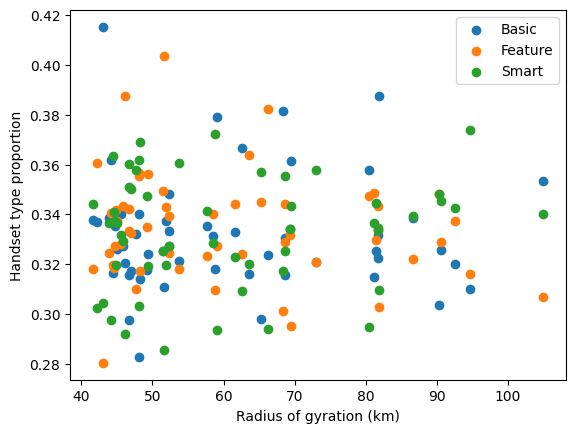 0.42
0.40
0.38
0.36
0.34
0.32
0.30
0.28
Handset type proportion
Basic
Feature
Smart
40 50 60 70 80 90 100
Radius of gyration (km)